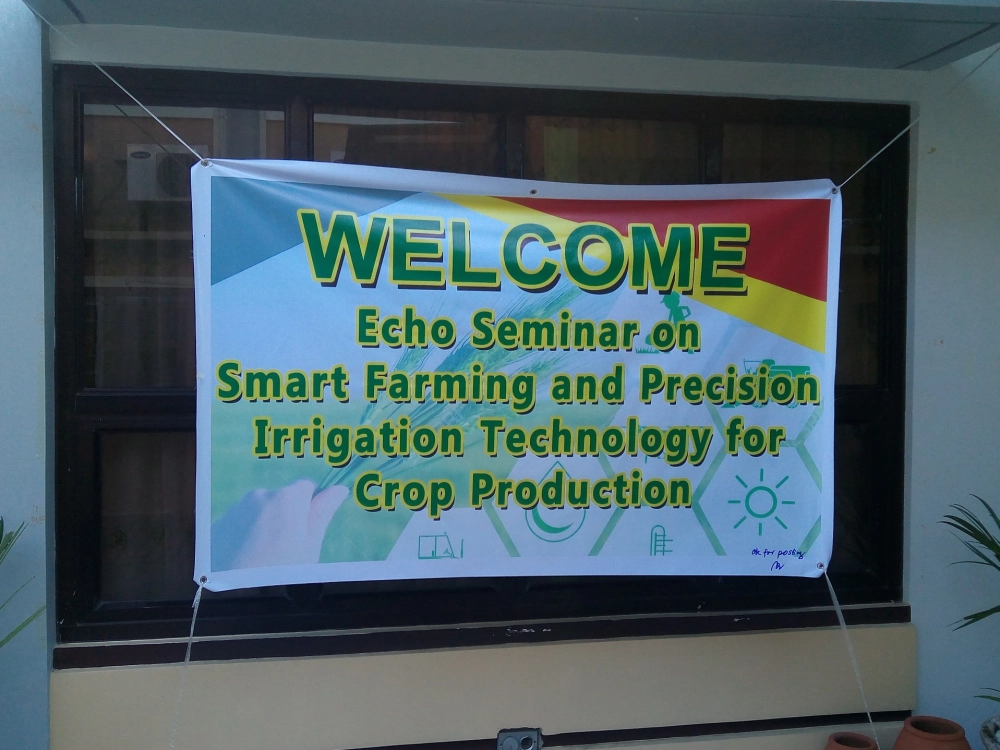 WELCOME
Echo Seminar on
Smart Farming and Precision
Irrigation Technology for
Crop Production
ok for posting